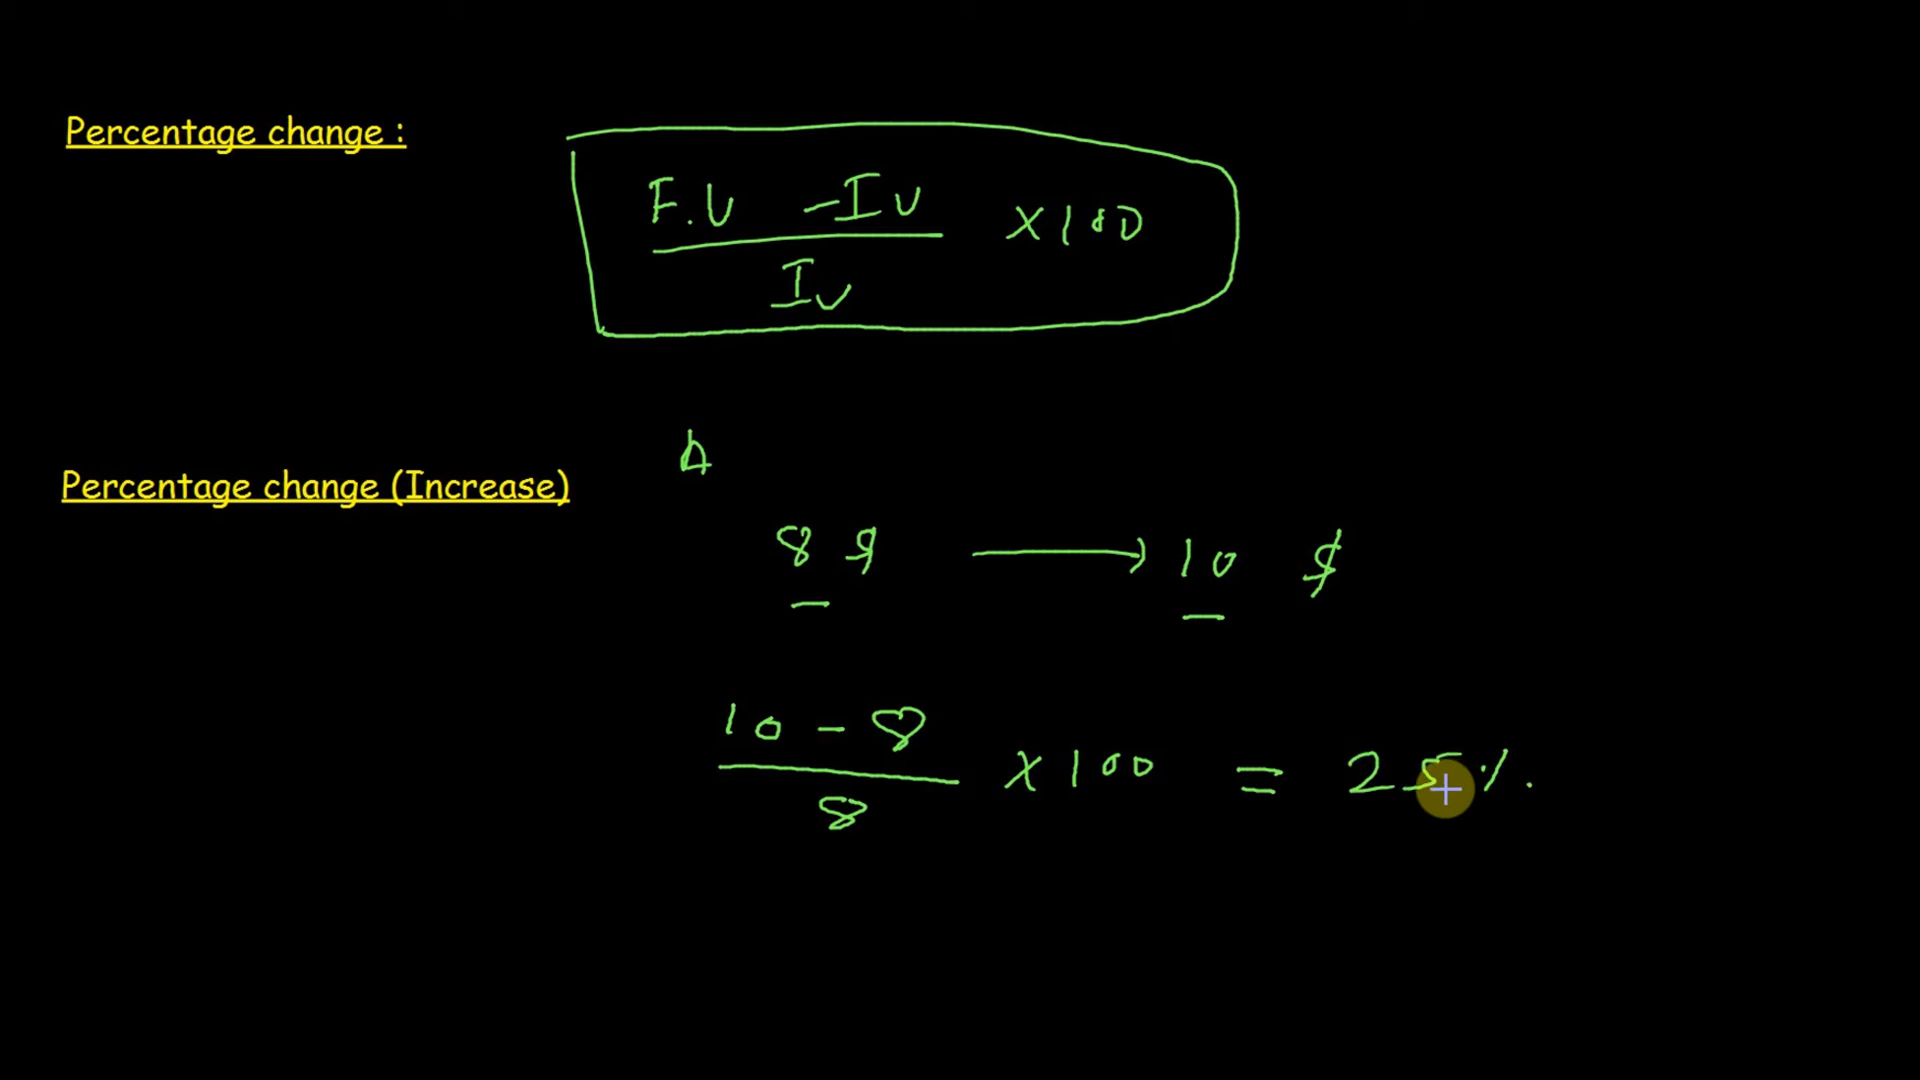 Percentage change :
F.V - IV
IV
X 100
Percentage change (Increase)
A
8 $ → 10 $
10 - 8
8
X 100 = 25 %.